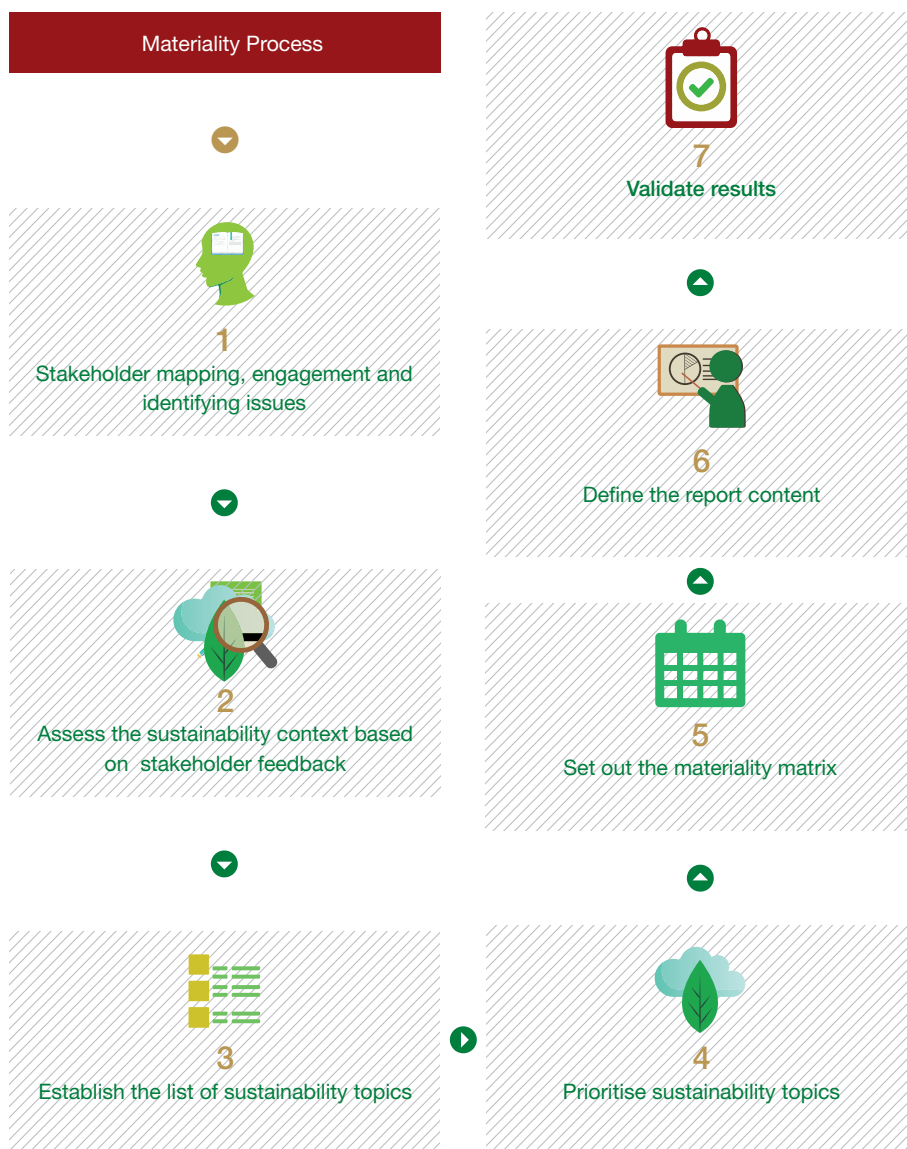 Materiality Process
1
Stakeholder mapping, engagement and
identifying issues
2
Assess the sustainability context based
on stakeholder feedback
3
Establish the list of sustainability topics
4
Prioritise sustainability topics
5
Set out the materiality matrix
6
Define the report content
7
Validate results